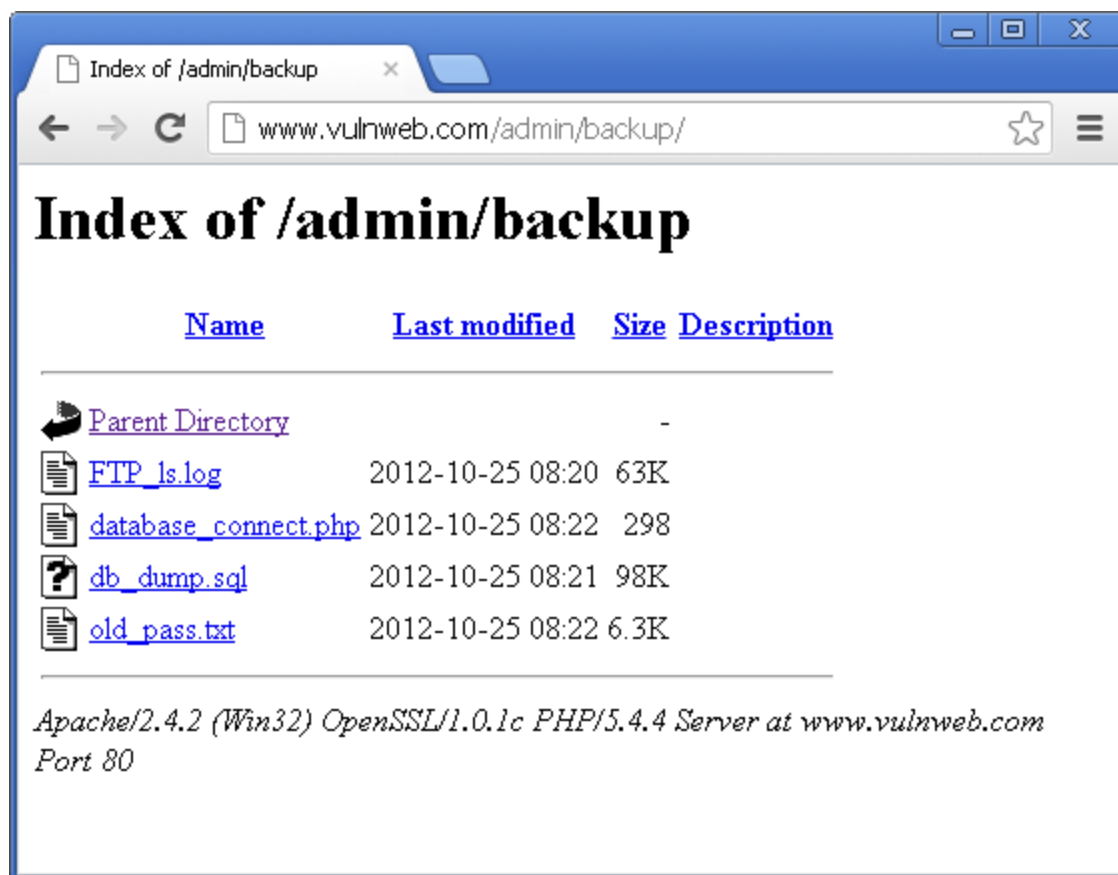 Index of /admin/backup
www.vulnweb.com/admin/backup/
Index of /admin/backup
Name Last modified Size Description
Parent Directory -
FTP_ls.log 2012-10-25 08:20 63K
database_connect.php 2012-10-25 08:22 298
db_dump.sql 2012-10-25 08:21 98K
old_pass.txt 2012-10-25 08:22 6.3K
Apache/2.4.2 (Win32) OpenSSL/1.0.1c PHP/5.4.4 Server at www.vulnweb.com
Port 80